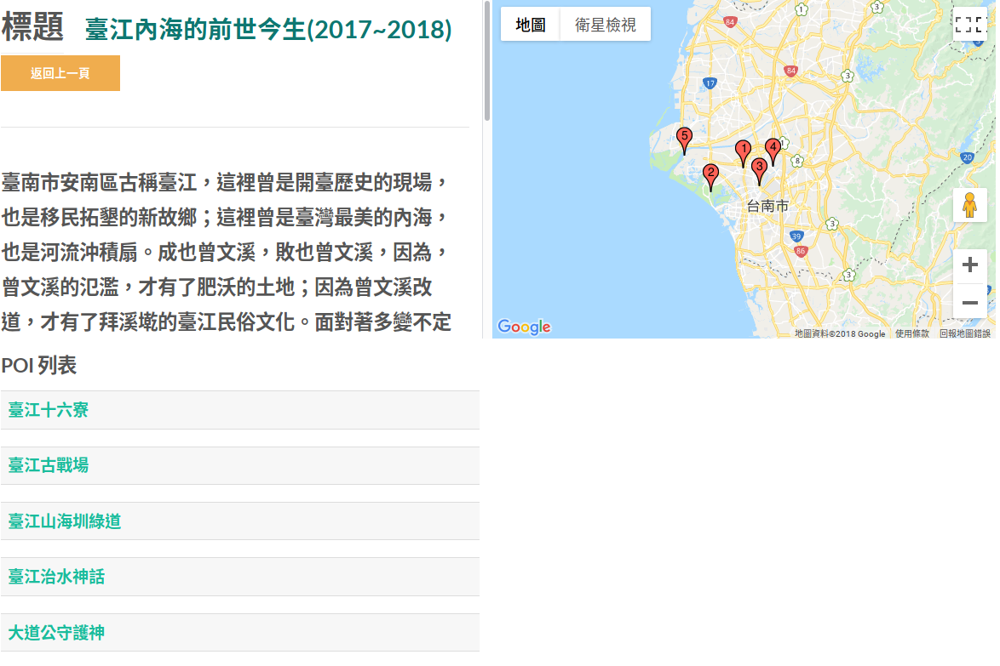 標題 臺江內海的前世今生(2017~2018)
返回上一頁
臺南市安南區古稱臺江，這裡曾是開臺歷史的現場，
也是移民拓墾的新故鄉；這裡曾是臺灣最美的內海，
也是河流沖積扇。成也曾文溪，敗也曾文溪，因為，
曾文溪的氾濫，才有了肥沃的土地；因為曾文溪改
道，才有了拜溪墘的臺江民俗文化。面對著多變不定
POI 列表
臺江十六寮
臺江古戰場
臺江山海圳綠道
臺江治水神話
大道公守護神
地圖 衛星檢視
84
1
3
17
84
3
5
1
4
1
8
20
2
3
台南市
3
39
86
3
Google
地圖資料©2018 Google 使用條款 回報地圖錯誤